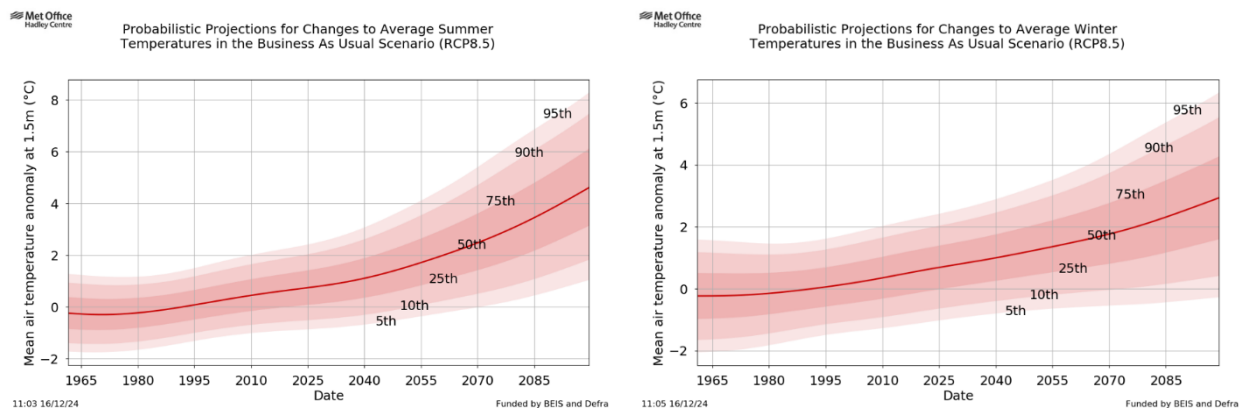 Met Office
Hadley Centre
Probabilistic Projections for Changes to Average Summer
Temperatures in the Business As Usual Scenario (RCP8.5)
Mean air temperature anomaly at 1.5m (°C)
8
6
4
2
0
−2
95th
90th
75th
50th
25th
10th
5th
1965 1980 1995 2010 2025 2040 2055 2070 2085
Date
11:03 16/12/24
Funded by BEIS and Defra
Met Office
Hadley Centre
Probabilistic Projections for Changes to Average Winter
Temperatures in the Business As Usual Scenario (RCP8.5)
Mean air temperature anomaly at 1.5m (°C)
6
4
2
0
−2
95th
90th
75th
50th
25th
10th
5th
1965 1980 1995 2010 2025 2040 2055 2070 2085
Date
11:05 16/12/24
Funded by BEIS and Defra